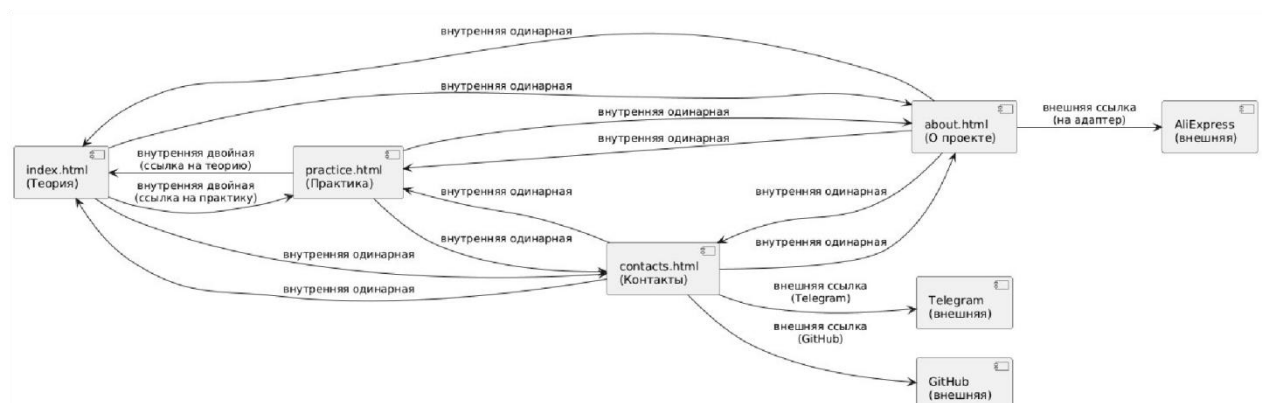 внутренняя одинарная
внутренняя одинарная
внутренняя одинарная
внутренняя одинарная
about.html
(О проекте)
внешняя ссылка
(на адаптер)
AliExpress
(внешняя)
index.html
(Теория)
внутренняя двойная
(ссылка на теорию)
внутренняя двойная
(ссылка на практику)
practice.html
(Практика)
внутренняя одинарная
внутренняя одинарная
внутренняя одинарная
внутренняя одинарная
внутренняя одинарная
внутренняя одинарная
contacts.html
(Контакты)
внешняя ссылка
(Telegram)
Telegram
(внешняя)
внешняя ссылка
(GitHub)
GitHub
(внешняя)